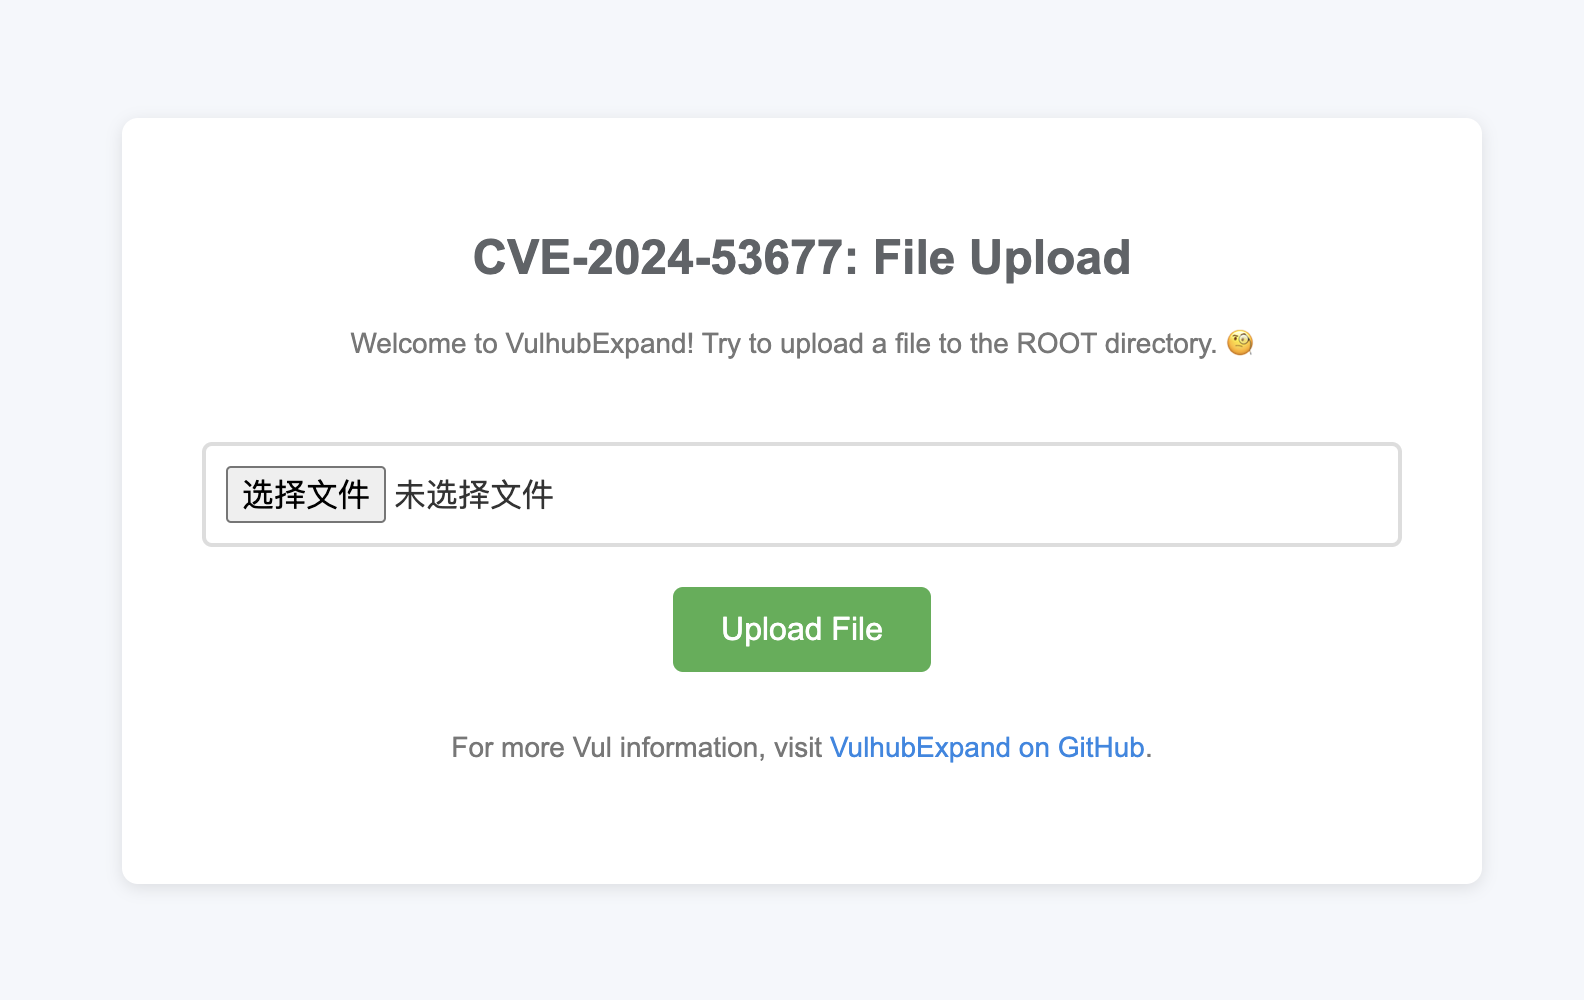 CVE-2024-53677: File Upload
Welcome to VulhubExpand! Try to upload a file to the ROOT directory. 🧐
选择文件 未选择文件
Upload File
For more Vul information, visit VulhubExpand on GitHub.